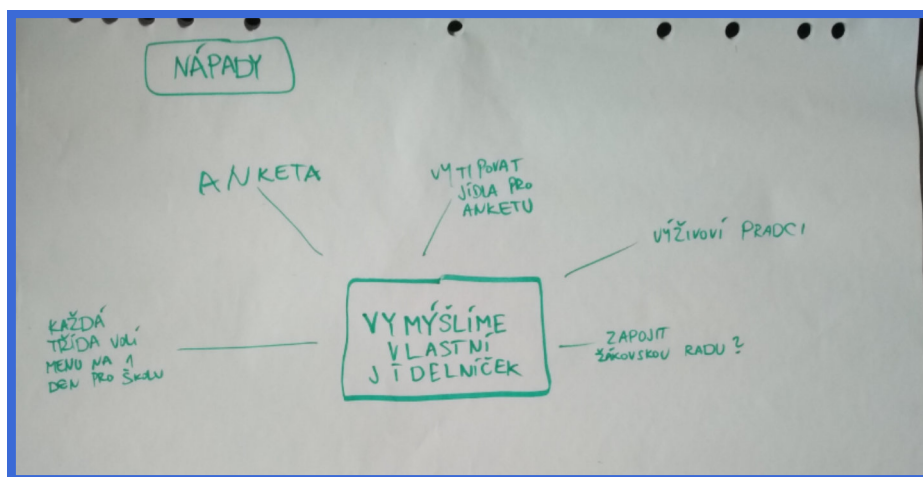 NÁPADY
ANKETA
VYTIPOVAT
JÍDLA PRO
ANKETU
VÝŽIVOVÍ PRADCI
KAŽDÁ
TŘÍDA VOLÍ
MENU NA 1
DEN PRO ŠKOLU
VYMÝŠLÍME
VLASTNÍ
JÍDELNÍČEK
ZAPOJIT
ŽÁKOVSKOU RADU?